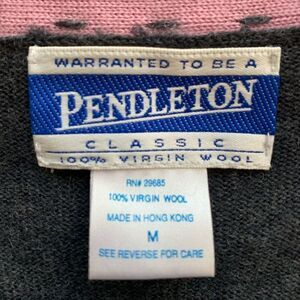 WARRANTED TO BE A
PENDLETON
CLASSIC
100% VIRGIN WOOL
RN# 29685
100% VIRGIN WOOL
MADE IN HONG KONG
M
SEE REVERSE FOR CARE